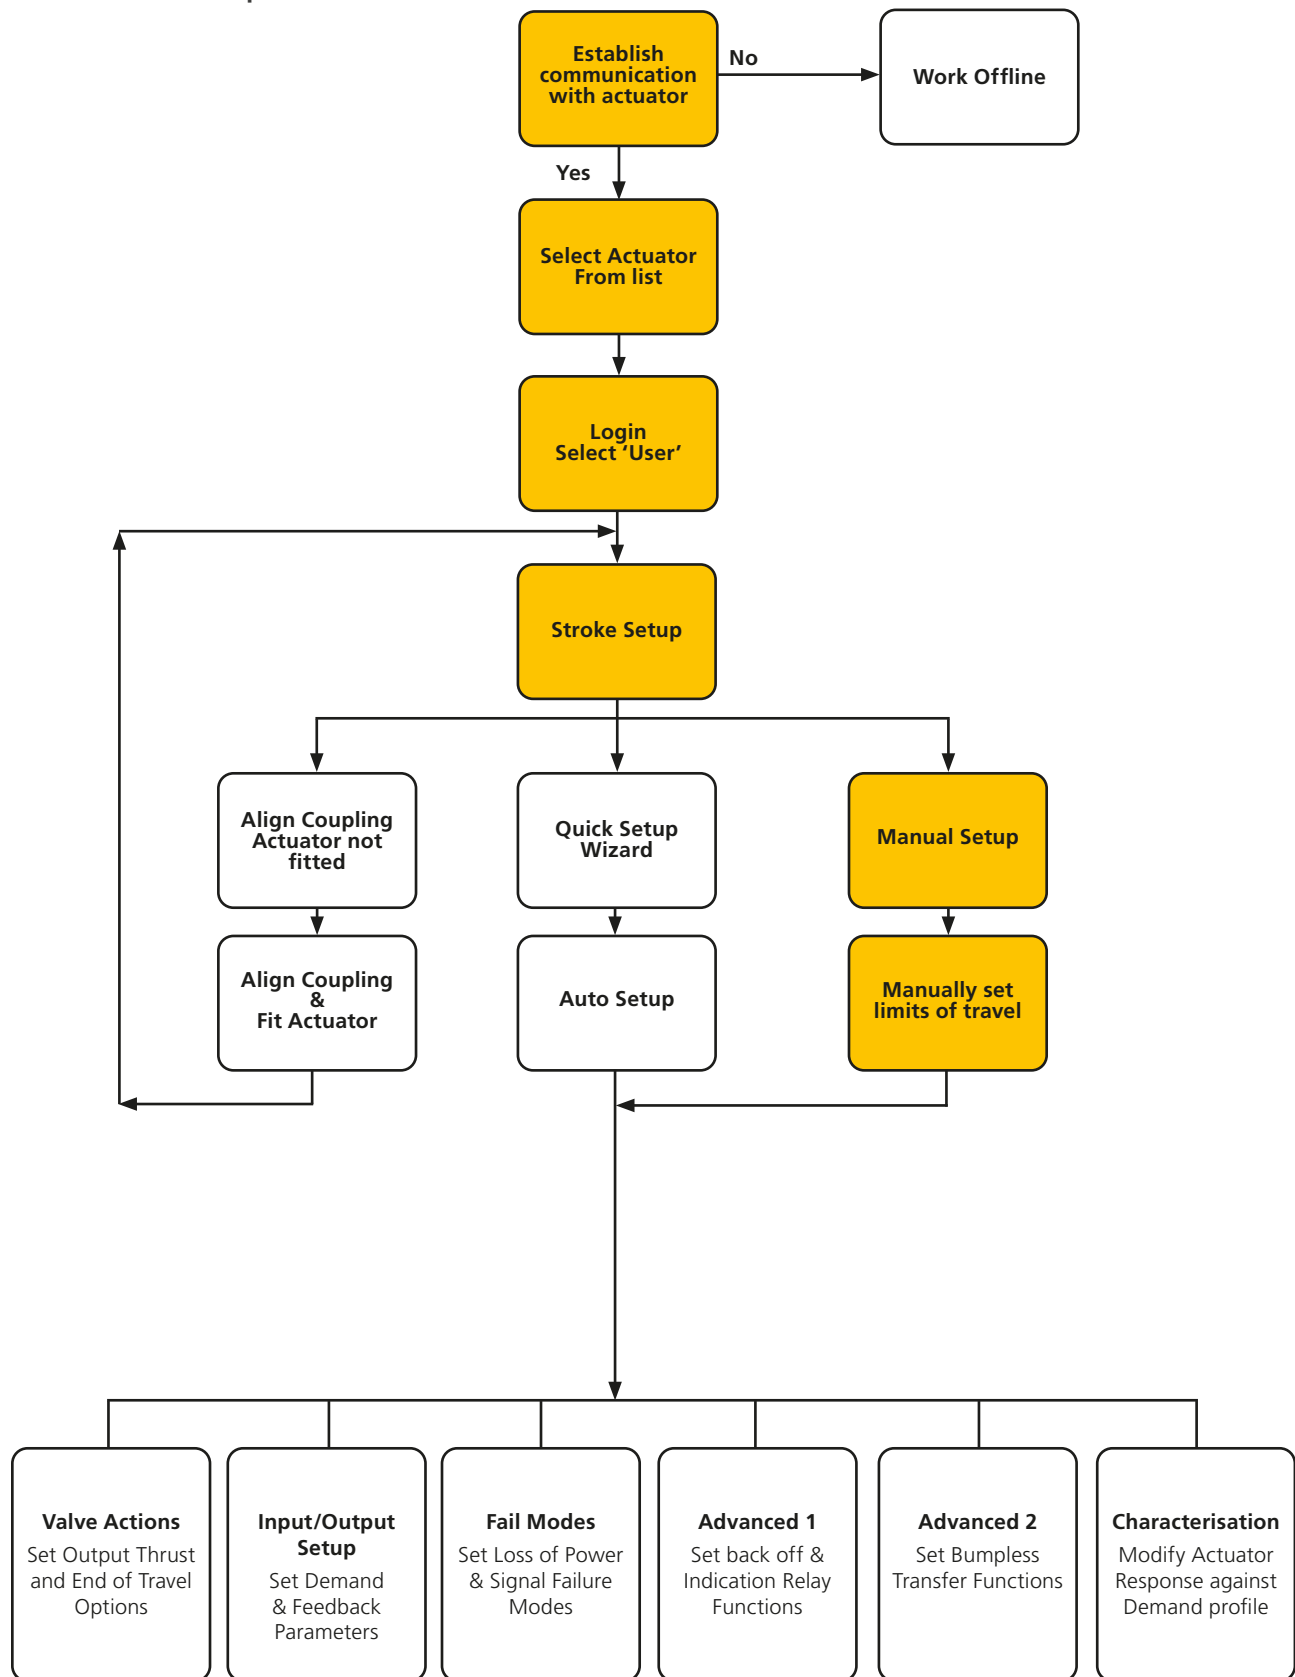 Establish
communication
with actuator
No
Work Offline
Yes
Select Actuator
From list
Login
Select ‘User’
Stroke Setup
Align Coupling
Actuator not
fitted
Quick Setup
Wizard
Manual Setup
Align Coupling
&
Fit Actuator
Auto Setup
Manually set
limits of travel
Valve Actions
Set Output Thrust
and End of Travel
Options
Input/Output
Setup
Set Demand
& Feedback
Parameters
Fail Modes
Set Loss of Power
& Signal Failure
Modes
Advanced 1
Set back off &
Indication Relay
Functions
Advanced 2
Set Bumpless
Transfer Functions
Characterisation
Modify Actuator
Response against
Demand profile